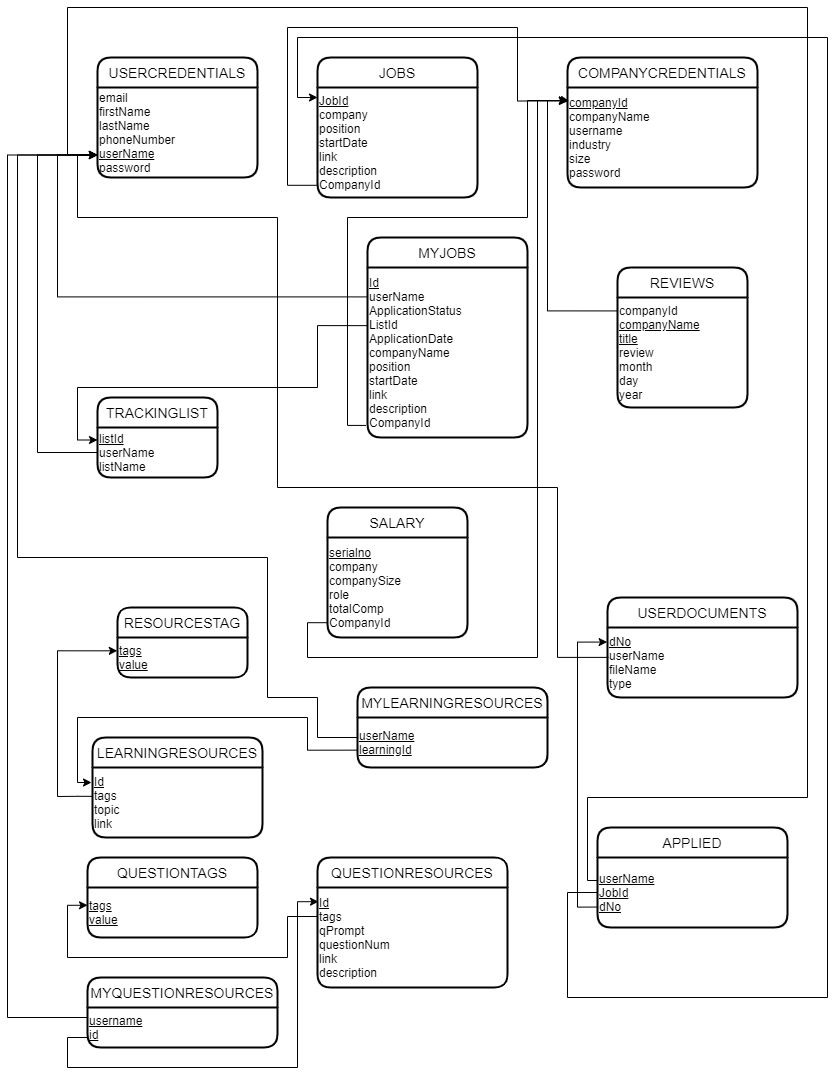 USERCREDENTIALS
email
firstName
lastName
phoneNumber
userName
password
JOBS
JobId
company
position
startDate
link
description
CompanyId
COMPANYCREDENTIALS
companyId
companyName
username
industry
size
password
MYJOBS
Id
userName
ApplicationStatus
ListId
ApplicationDate
companyName
position
startDate
link
description
CompanyId
REVIEWS
companyId
companyName
title
review
month
day
year
TRACKINGLIST
listId
userName
listName
SALARY
serialno
company
companySize
role
totalComp
CompanyId
RESOURCESTAG
tags
value
USERDOCUMENTS
dNo
userName
fileName
type
MYLEARNINGRESOURCES
userName
learningId
LEARNINGRESOURCES
Id
tags
topic
link
APPLIED
userName
JobId
dNo
QUESTIONTAGS
tags
value
QUESTIONRESOURCES
Id
tags
qPrompt
questionNum
link
description
MYQUESTIONRESOURCES
username
id